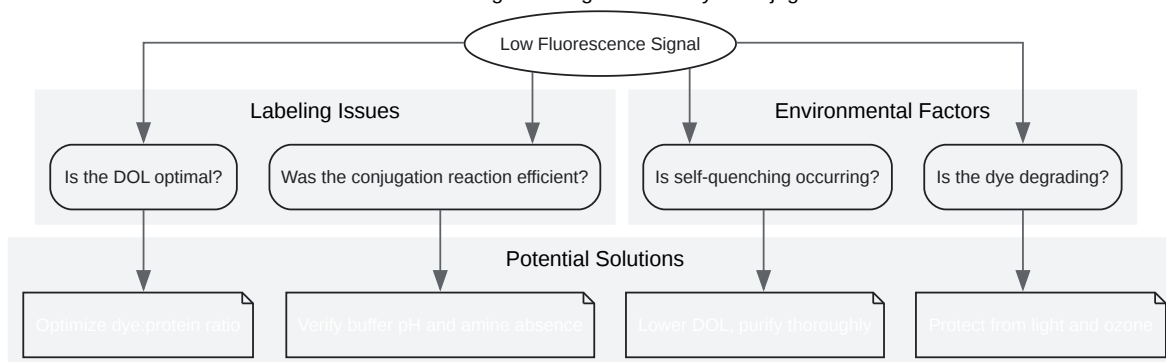 Low Fluorescence Signal
Labeling Issues
Environmental Factors
Is the DOL optimal?
Was the conjugation reaction efficient?
Is self-quenching occurring?
Is the dye degrading?
Potential Solutions
Optimize dye:protein ratio
Verify buffer pH and amine absence
Lower DOL, purify thoroughly
Protect from light and ozone